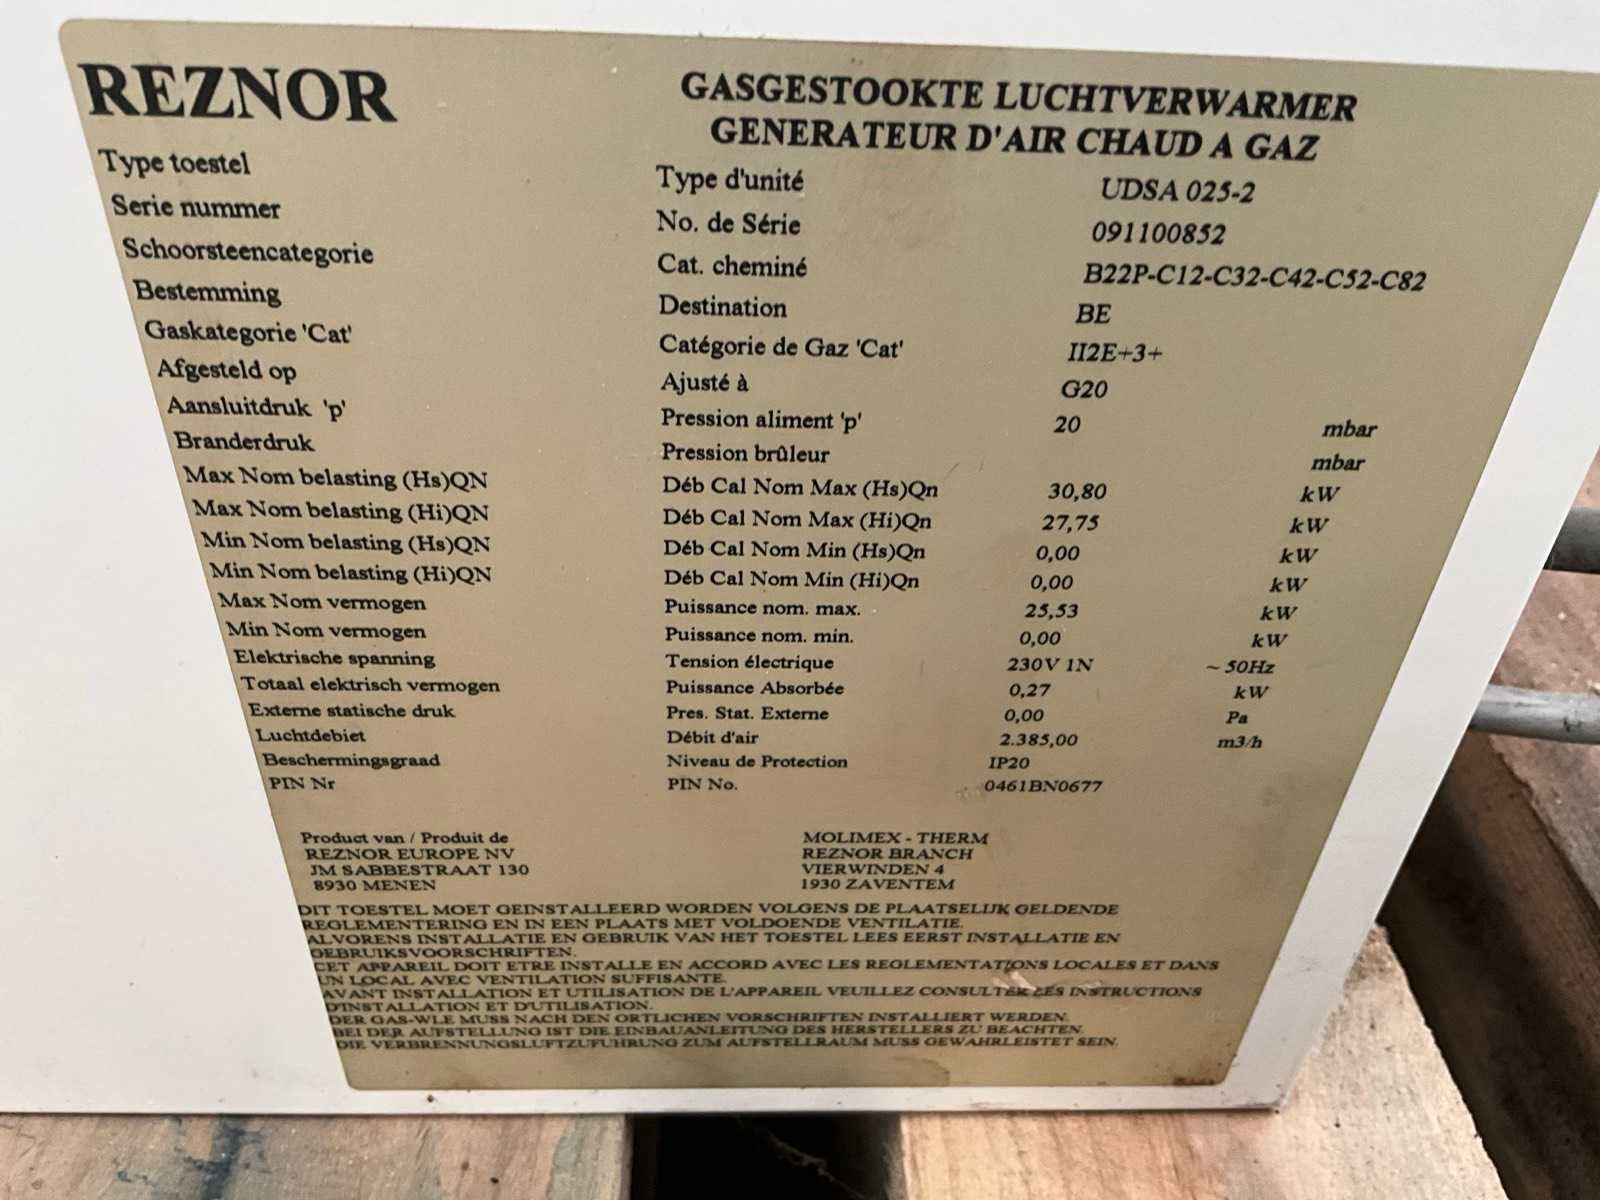 REZNOR
GASGESTOOKTE LUCHTVERWARMER
GENERATEUR D'AIR CHAUD A GAZ
Type toestel Type d'unité UDSA 025-2
Serie nummer No. de Série 091100852
Schoorsteencategorie Cat. cheminé B22P-C12-C32-C42-C52-C82
Bestemming Destination BE
Gaskategorie 'Cat' Catégorie de Gaz 'Cat' II2E+3+
Afgesteld op Ajusté à G20
Aansluitdruk 'p' Pression aliment 'p' 20 mbar
Branderdruk Pression brûleur mbar
Max Nom belasting (Hs)QN Déb Cal Nom Max (Hs)Qn 30,80 kW
Max Nom belasting (Hi)QN Déb Cal Nom Max (Hi)Qn 27,75 kW
Min Nom belasting (Hs)QN Déb Cal Nom Min (Hs)Qn 0,00 kW
Min Nom belasting (Hi)QN Déb Cal Nom Min (Hi)Qn 0,00 kW
Max Nom vermogen Puissance nom. max. 25,53 kW
Min Nom vermogen Puissance nom. min. 0,00 kW
Elektrische spanning Tension électrique 230V 1N ~ 50Hz
Totaal elektrisch vermogen Puissance Absorbée 0,27 kW
Externe statische druk Pres. Stat. Externe 0,00 Pa
Luchtdebiet Débit d'air 2.385,00 m3/h
Beschermingsgraad Niveau de Protection IP20
PIN Nr PIN No. 0461BN0677
Product van / Produit de MOLIMEX - THERM
REZNOR EUROPE NV REZNOR BRANCH
JM SABBESTRAAT 130 VIERWINDEN 4
8930 MENEN 1930 ZAVENTEM
DIT TOESTEL MOET GEINSTALLEERD WORDEN VOLGENS DE PLAATSELIJK GELDENDE
REGLEMENTERING EN IN EEN PLAATS MET VOLDOENDE VENTILATIE.
ALVORENS INSTALLATIE EN GEBRUIK VAN HET TOESTEL LEES EERST INSTALLATIE EN
GEBRUIKSVOORSCHRIFTEN.
CET APPAREIL DOIT ETRE INSTALLE EN ACCORD AVEC LES REGLEMENTATIONS LOCALES ET DANS
UN LOCAL AVEC VENTILATION SUFFISANTE.
AVANT INSTALLATION ET UTILISATION DE L'APPAREIL VEUILLEZ CONSULTER LES INSTRUCTIONS
D'INSTALLATION ET D'UTILISATION.
DER GAS-WLE MUSS NACH DEN ORTLICHEN VORSCHRIFTEN INSTALLIERT WERDEN.
BEI DER AUFSTELLUNG IST DIE EINBAUANLEITUNG DES HERSTELLERS ZU BEACHTEN.
DIE VERBRENNUNGSLUFTZUFUHRUNG ZUM AUFSTELLRAUM MUSS GEWAHRLEISTET SEIN.